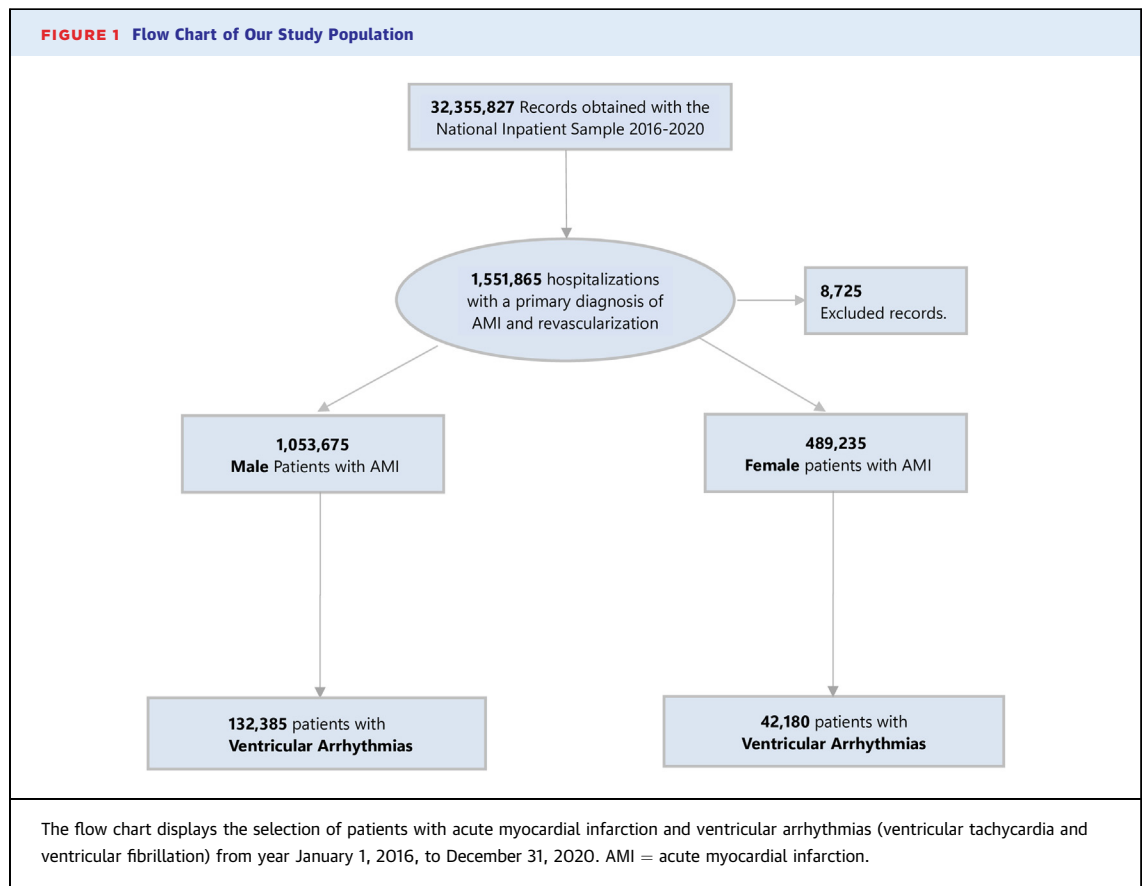 FIGURE 1 Flow Chart of Our Study Population
32,355,827 Records obtained with the
National Inpatient Sample 2016-2020
1,551,865 hospitalizations
with a primary diagnosis of
AMI and revascularization
8,725
Excluded records.
1,053,675
Male Patients with AMI
489,235
Female patients with AMI
132,385 patients with
Ventricular Arrhythmias
42,180 patients with
Ventricular Arrhythmias
The flow chart displays the selection of patients with acute myocardial infarction and ventricular arrhythmias (ventricular tachycardia and
ventricular fibrillation) from year January 1, 2016, to December 31, 2020. AMI = acute myocardial infarction.